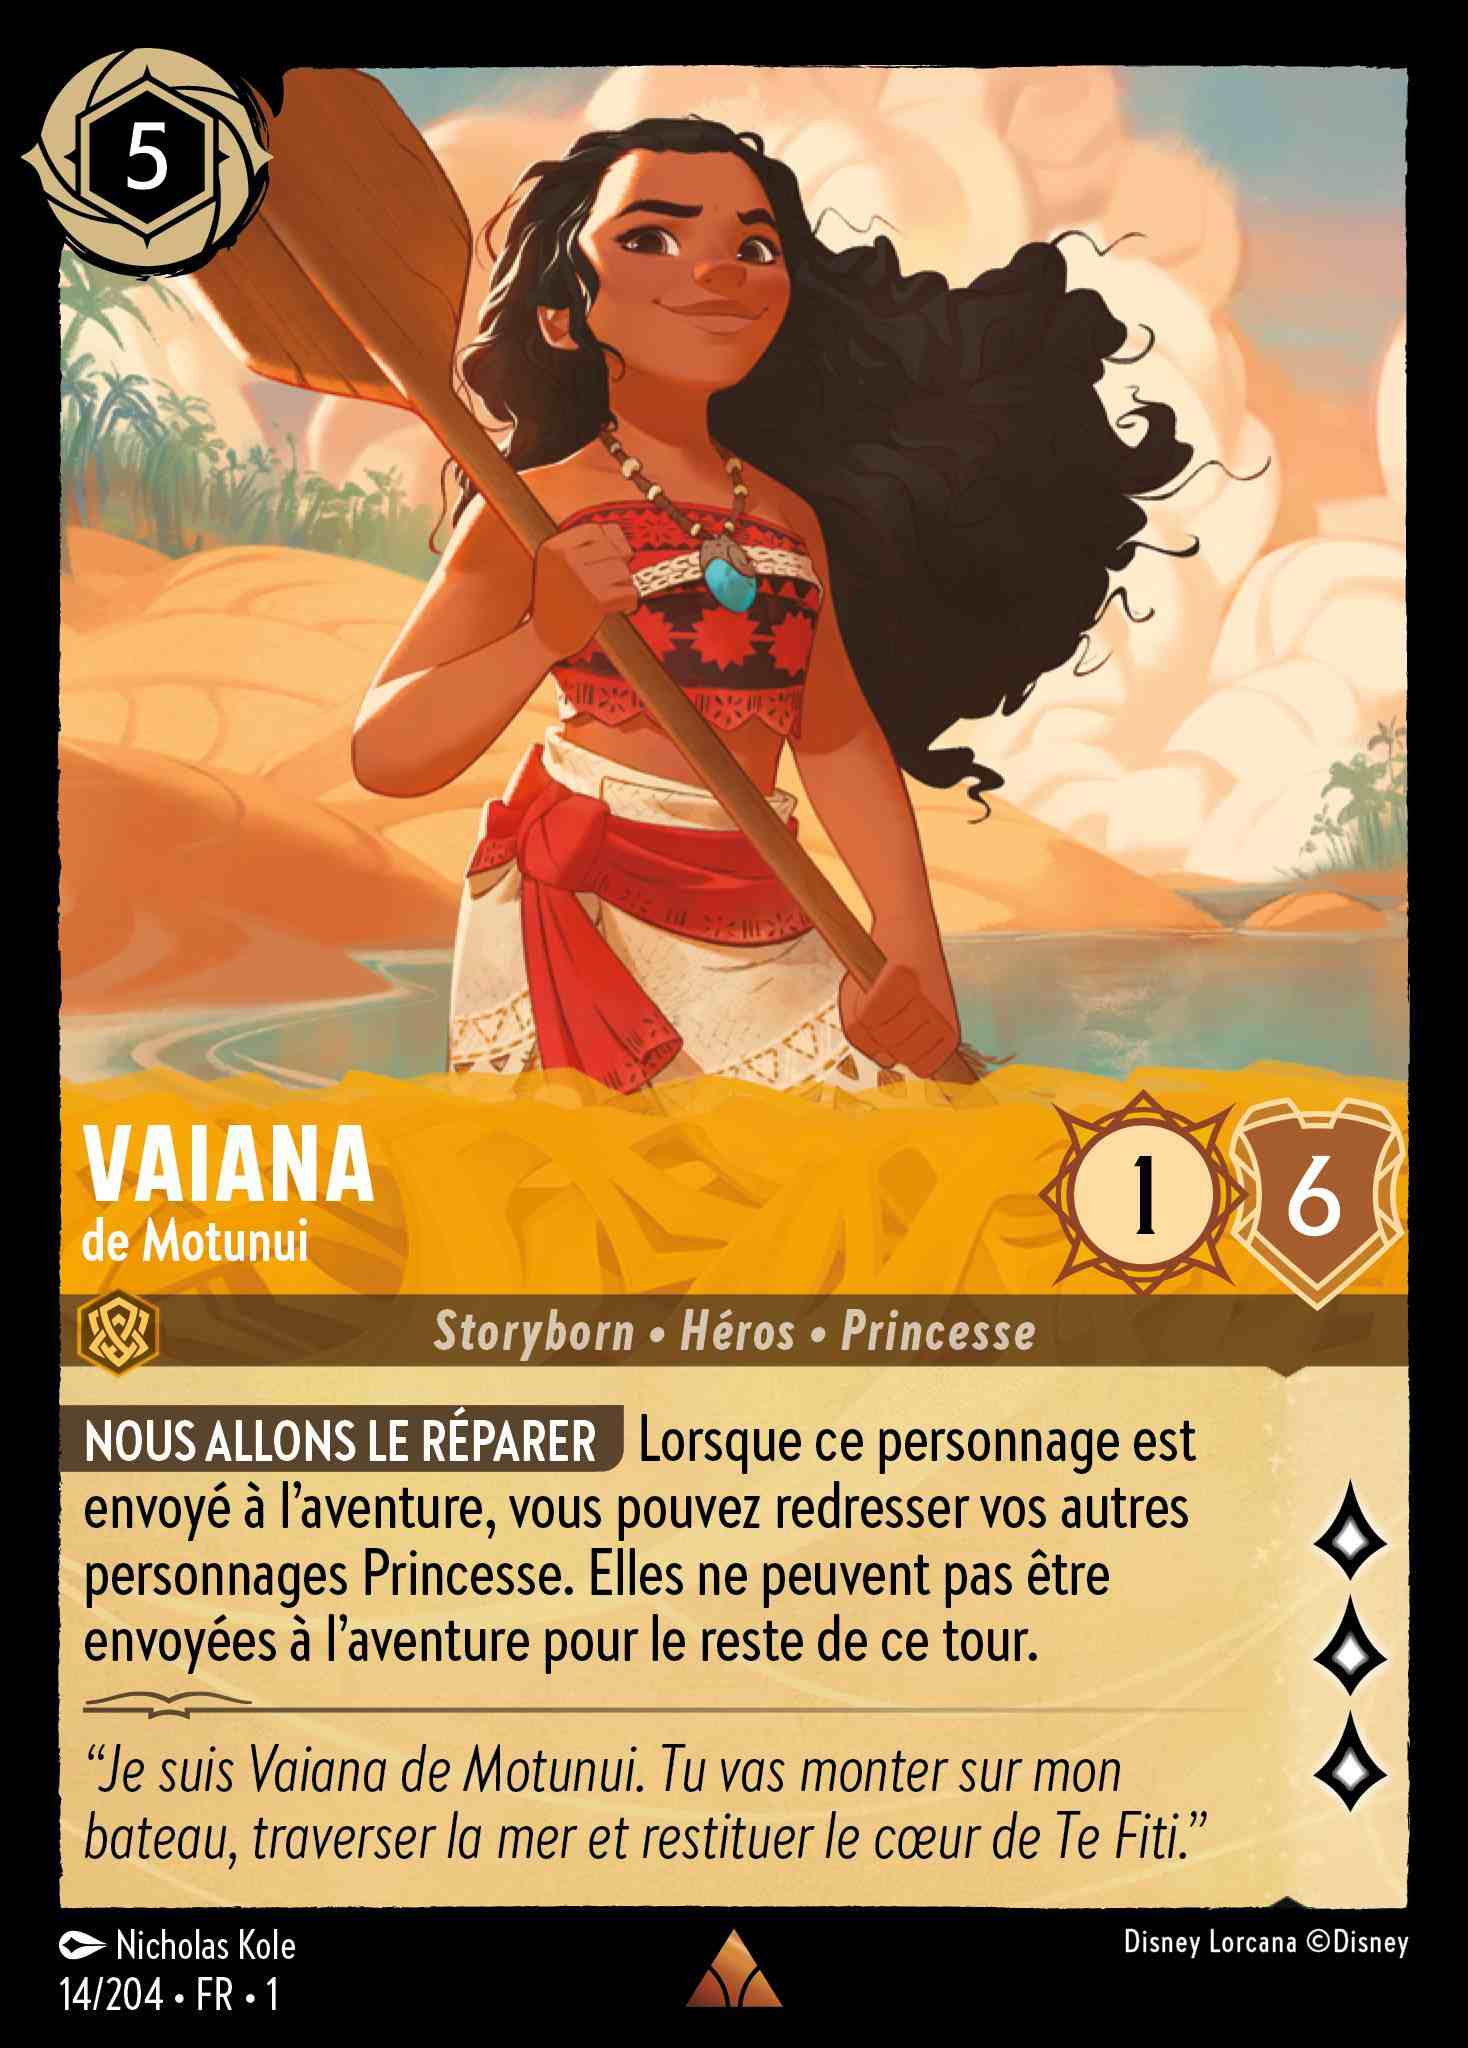 5
VAIANA
de Motunui
1
6
Storyborn • Héros • Princesse
NOUS ALLONS LE RÉPARER Lorsque ce personnage est
envoyé à l’aventure, vous pouvez redresser vos autres
personnages Princesse. Elles ne peuvent pas être
envoyées à l’aventure pour le reste de ce tour.
“Je suis Vaiana de Motunui. Tu vas monter sur mon
bateau, traverser la mer et restituer le cœur de Te Fiti.”
Nicholas Kole
Disney Lorcana ©Disney
14/204 • FR • 1